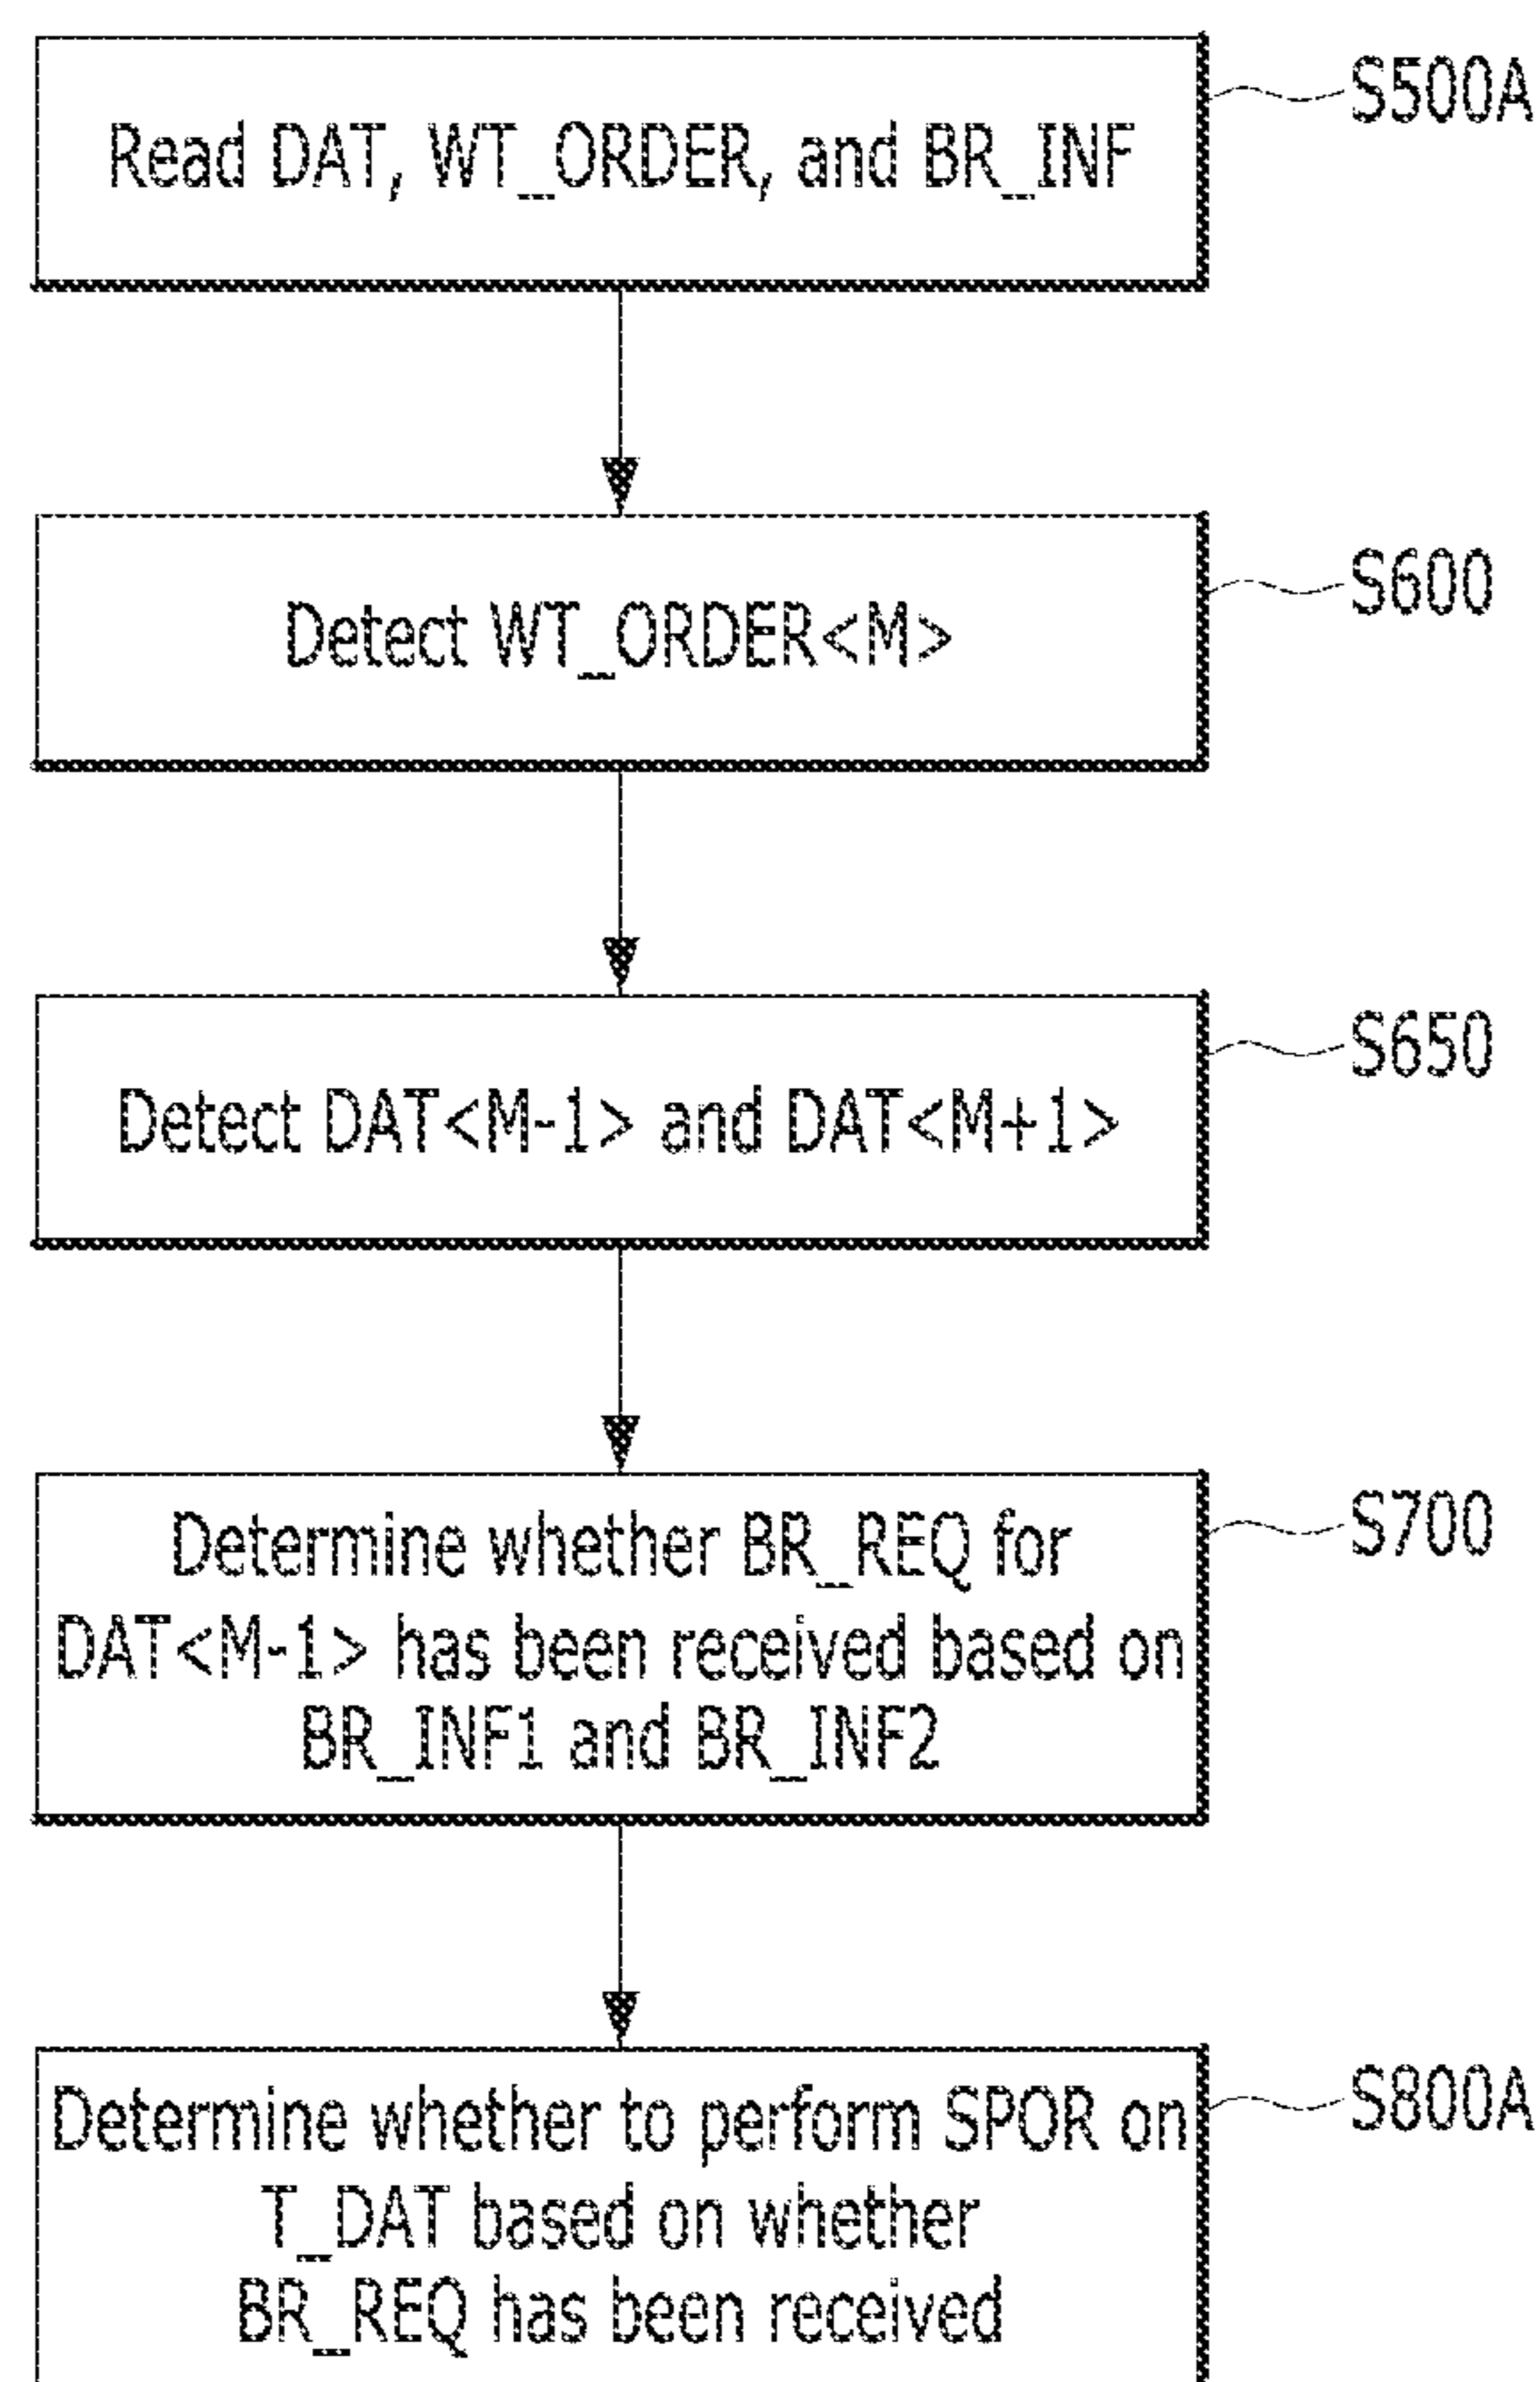 Read DAT, WT_ORDER, and BR_INF
S500A
Detect WT_ORDER<M>
S600
Detect DAT<M-1> and DAT<M+1>
S650
Determine whether BR_REQ for
DAT<M-1> has been received based on
BR_INF1 and BR_INF2
S700
Determine whether to perform SPOR on
T_DAT based on whether
BR_REQ has been received
S800A